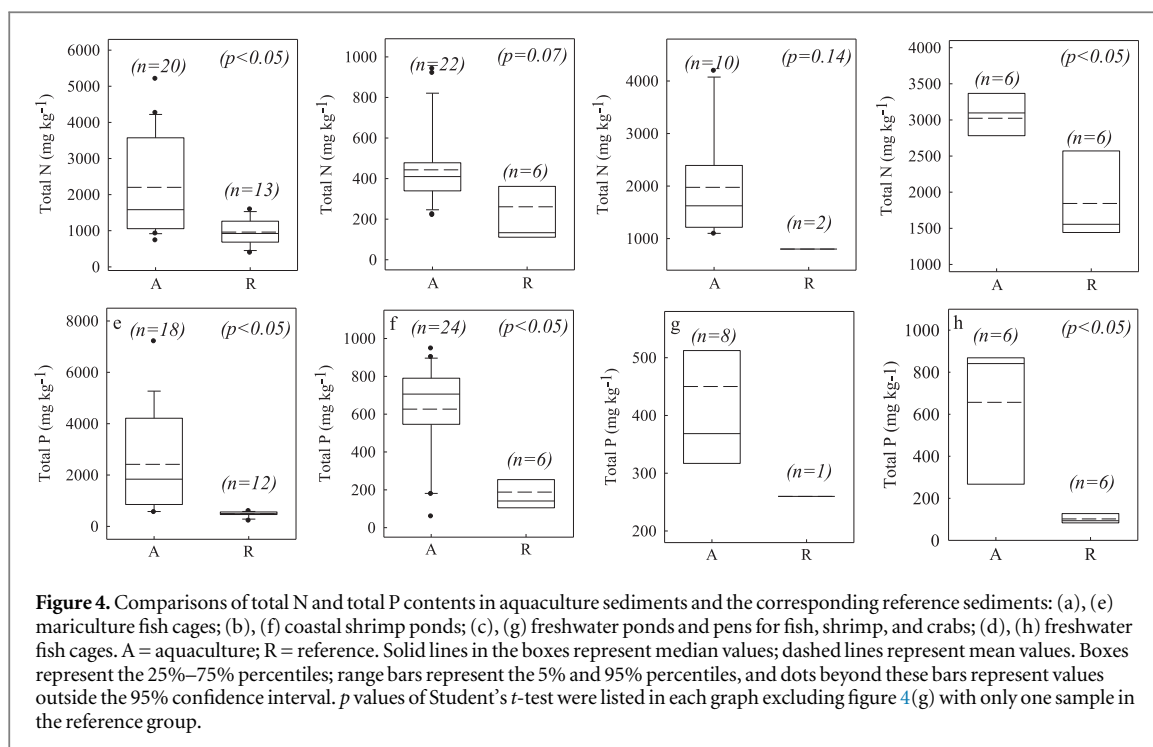 6000
(n=20)
(p<0.05)
5000
4000
3000
2000
1000
0
Total N (mg kg-1)
(n=13)
A
R
1000
(n=22)
(p=0.07)
800
600
400
200
0
Total N (mg kg-1)
(n=6)
A
R
4000
(n=10)
(p=0.14)
3000
2000
1000
Total N (mg kg-1)
(n=2)
A
R
4000
(n=6)
(p<0.05)
3500
3000
2500
2000
1500
1000
Total N (mg kg-1)
(n=6)
A
R
8000
e
(n=18)
(p<0.05)
6000
4000
2000
0
Total P (mg kg-1)
(n=12)
A
R
1000
f
(n=24)
(p<0.05)
800
600
400
200
0
Total P (mg kg-1)
(n=6)
A
R
g
(n=8)
500
400
300
200
Total P (mg kg-1)
(n=1)
A
R
1000
h
(n=6)
(p<0.05)
800
600
400
200
0
Total P (mg kg-1)
(n=6)
A
R
Figure 4. Comparisons of total N and total P contents in aquaculture sediments and the corresponding reference sediments: (a), (e)
mariculture fish cages; (b), (f) coastal shrimp ponds; (c), (g) freshwater ponds and pens for fish, shrimp, and crabs; (d), (h) freshwater
fish cages. A = aquaculture; R = reference. Solid lines in the boxes represent median values; dashed lines represent mean values. Boxes
represent the 25%–75% percentiles; range bars represent the 5% and 95% percentiles, and dots beyond these bars represent values
outside the 95% confidence interval. p values of Student's t-test were listed in each graph excluding figure 4(g) with only one sample in
the reference group.